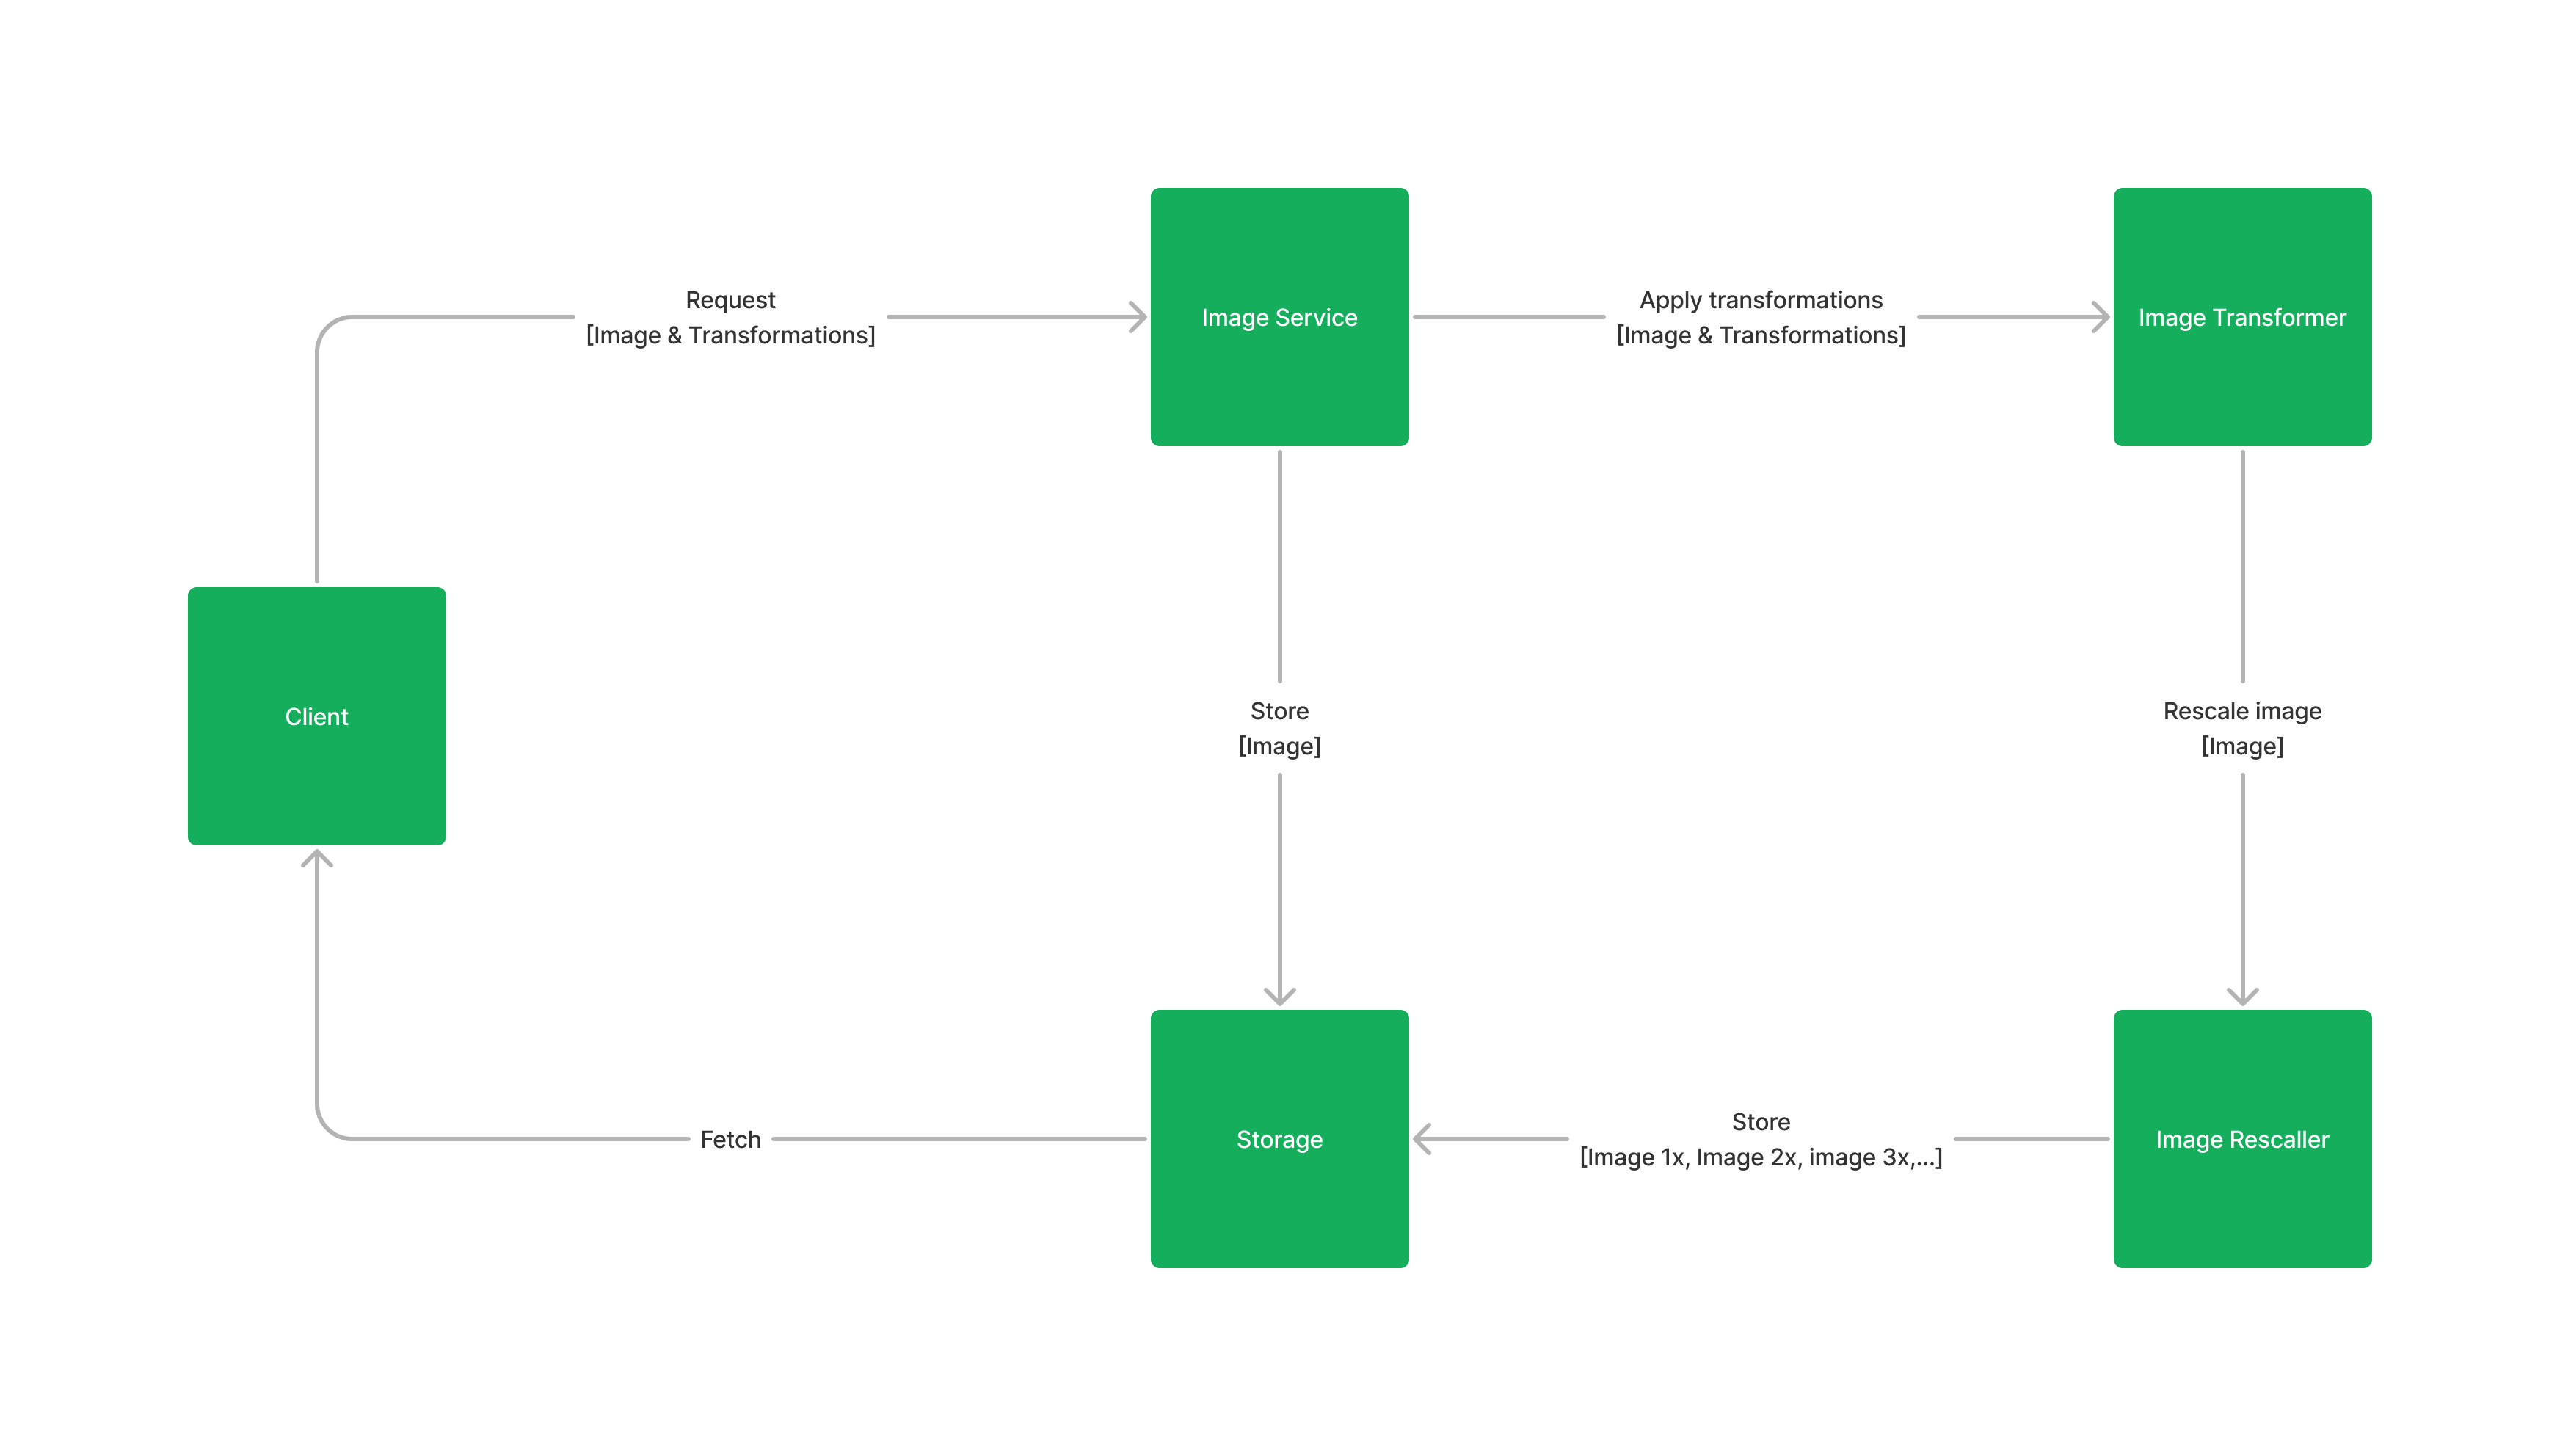 Request
[Image & Transformations]
Image Service
Apply transformations
[Image & Transformations]
Image Transformer
Client
Store
[Image]
Rescale image
[Image]
Fetch
Storage
Store
[Image 1x, Image 2x, image 3x,...]
Image Rescaller